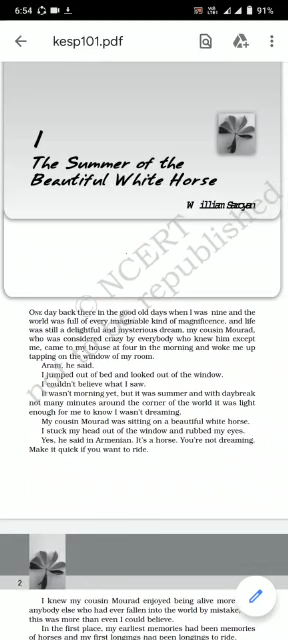 6:54
VoD
LTE1
91%
kesp101.pdf
1
The Summer of the
Beautiful White Horse
William Saroyan
© NCERT
not to be republished
ONE day back there in the good old days when I was nine and the
world was full of every imaginable kind of magnificence, and life
was still a delightful and mysterious dream, my cousin Mourad,
who was considered crazy by everybody who knew him except
me, came to my house at four in the morning and woke me up
tapping on the window of my room.
Aram, he said.
I jumped out of bed and looked out of the window.
I couldn't believe what I saw.
It wasn't morning yet, but it was summer and with daybreak
not many minutes around the corner of the world it was light
enough for me to know I wasn't dreaming.
My cousin Mourad was sitting on a beautiful white horse.
I stuck my head out of the window and rubbed my eyes.
Yes, he said in Armenian. It's a horse. You're not dreaming.
Make it quick if you want to ride.
2
I knew my cousin Mourad enjoyed being alive more
anybody else who had ever fallen into the world by mistake,
this was more than even I could believe.
In the first place, my earliest memories had been memories
of horses and my first longings had been longings to ride.